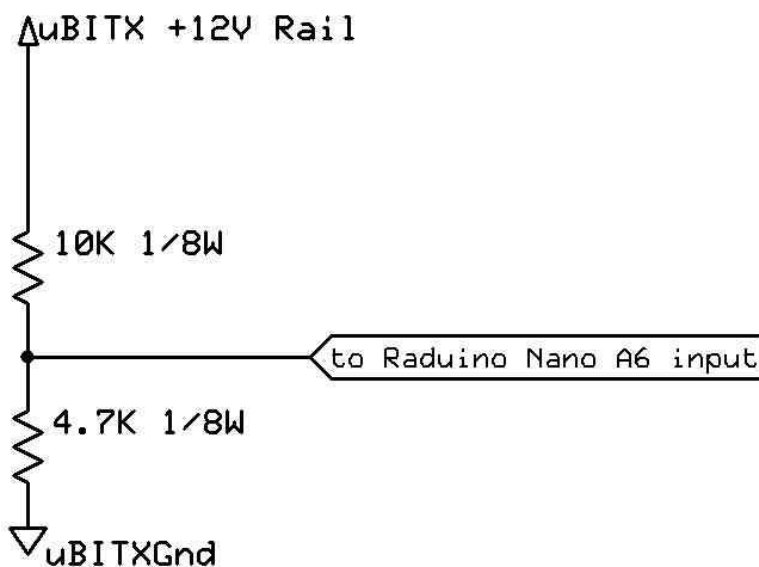 uBITX +12V Rail
10K 1/8W
to Raduino Nano A6 input
4.7K 1/8W
uBITXGnd